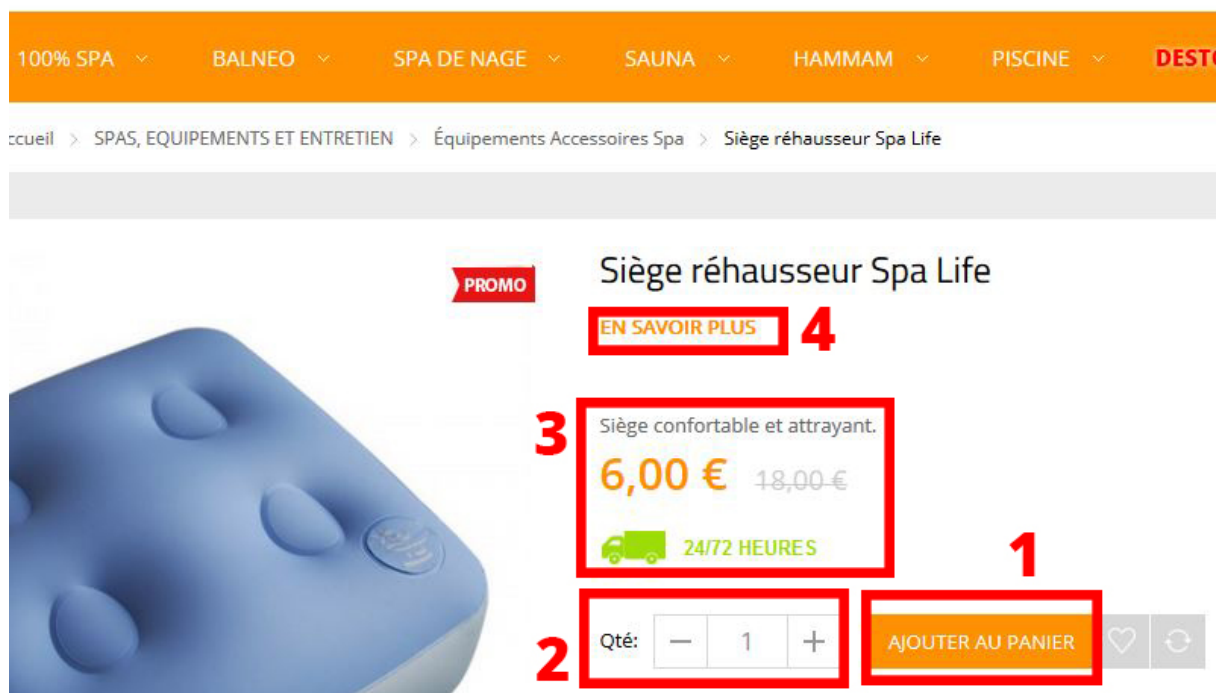 100% SPA BALNEO SPA DE NAGE SAUNA HAMMAM PISCINE DESTO
ccueil > SPAS, EQUIPEMENTS ET ENTRETIEN > Équipements Accessoires Spa > Siège réhausseur Spa Life
PROMO
Siège réhausseur Spa Life
EN SAVOIR PLUS
4
3
Siège confortable et attrayant.
6,00 € 18,00 €
24/72 HEURES
1
2
Qté: — 1 +
AJOUTER AU PANIER